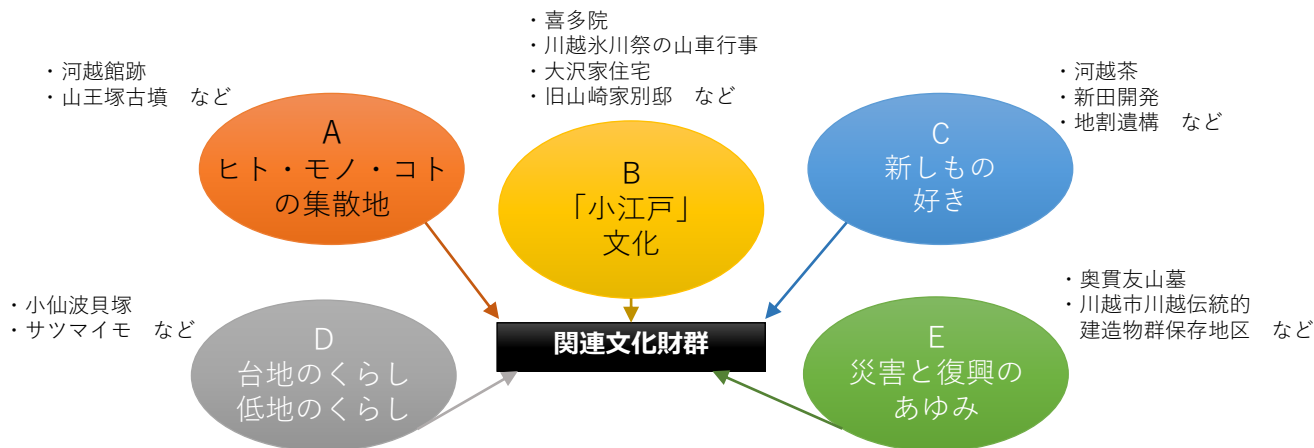 ・河越館跡
・山王塚古墳　など
A
ヒト・モノ・コト
の集散地
・喜多院
・川越氷川祭の山車行事
・大沢家住宅
・旧山崎家別邸　など
B
「小江戸」
文化
・河越茶
・新田開発
・地割遺構　など
C
新しもの
好き
・小仙波貝塚
・サツマイモ　など
D
台地のくらし
低地のくらし
関連文化財群
・奥貫友山墓
・川越市川越伝統的
建造物群保存地区　など
E
災害と復興の
あゆみ